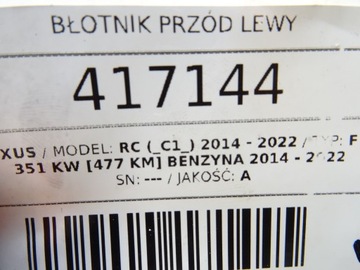 BŁOTNIK PRZÓD LEWY
417144
XUS / MODEL: RC (_C1_) 2014 - 2022 / TYP: F
351 KW [477 KM] BENZYNA 2014 - 2022
SN: --- / JAKOŚĆ: A